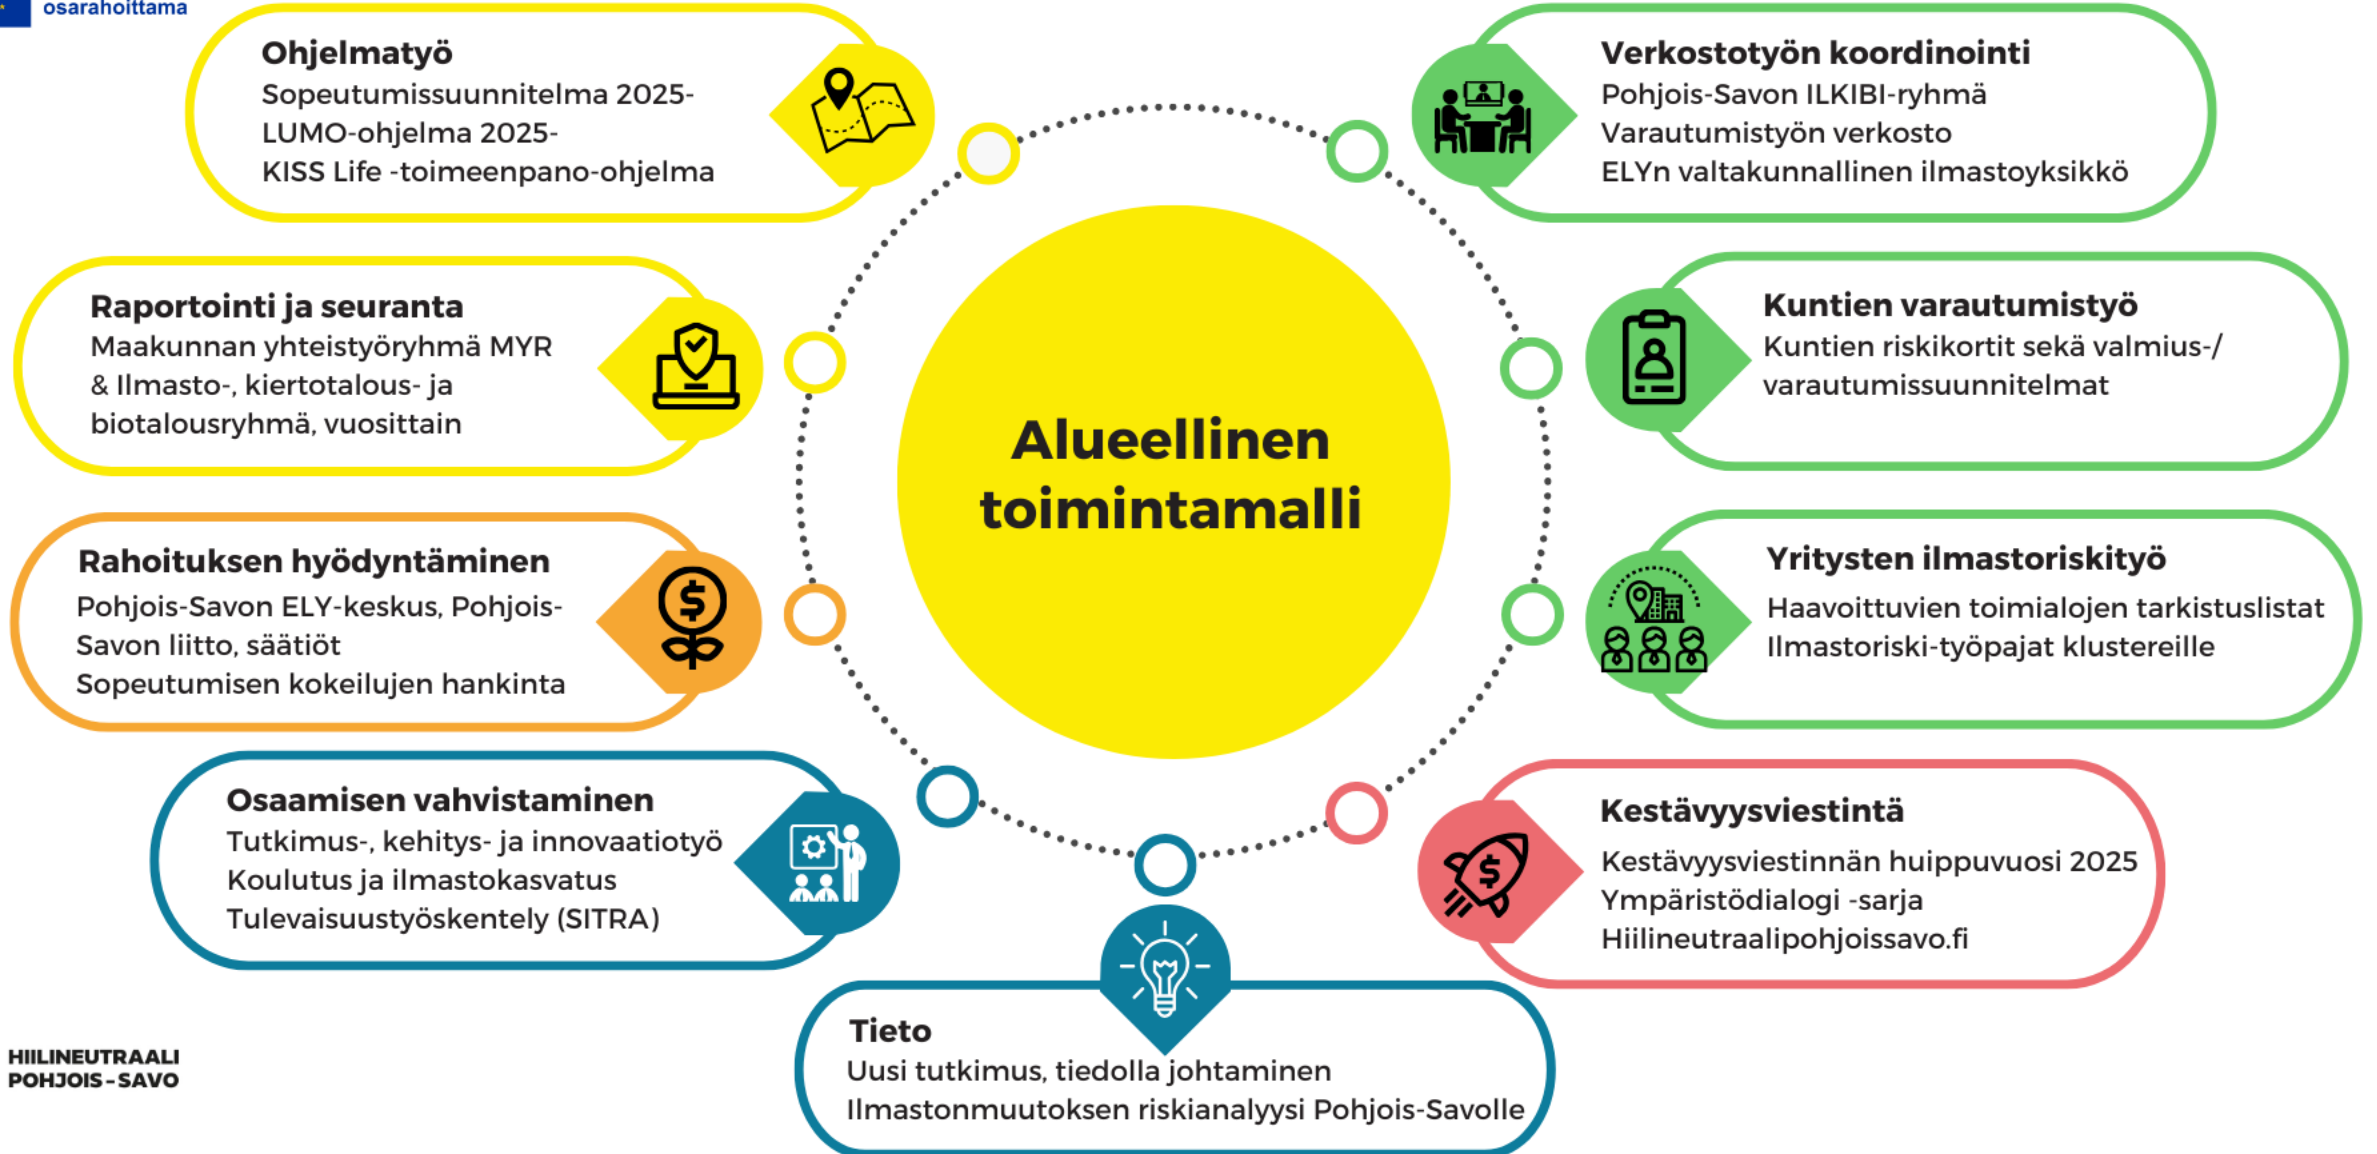 osarahoittama
Ohjelmatyö
Sopeutumissuunnitelma 2025-
LUMO-ohjelma 2025-
KISS Life -toimeenpano-ohjelma
Raportointi ja seuranta
Maakunnan yhteistyöryhmä MYR
& Ilmasto-, kiertotalous- ja
biotalousryhmä, vuosittain
Rahoituksen hyödyntäminen
Pohjois-Savon ELY-keskus, Pohjois-
Savon liitto, säätiöt
Sopeutumisen kokeilujen hankinta
Osaamisen vahvistaminen
Tutkimus-, kehitys- ja innovaatiotyö
Koulutus ja ilmastokasvatus
Tulevaisuustyöskentely (SITRA)
Alueellinen
toimintamalli
Verkostotyön koordinointi
Pohjois-Savon ILKIBI-ryhmä
Varautumistyön verkosto
ELYn valtakunnallinen ilmastoyksikkö
Kuntien varautumistyö
Kuntien riskikortit sekä valmius-/
varautumissuunnitelmat
Yritysten ilmastoriskityö
Haavoittuvien toimialojen tarkistuslistat
Ilmastoriski-työpajat klustereille
Kestävyysviestintä
Kestävyysviestinnän huippuvuosi 2025
Ympäristödialogi -sarja
Hiilineutraalipohjoissavo.fi
Tieto
Uusi tutkimus, tiedolla johtaminen
Ilmastonmuutoksen riskianalyysi Pohjois-Savolle
HIILINEUTRAALI
POHJOIS-SAVO